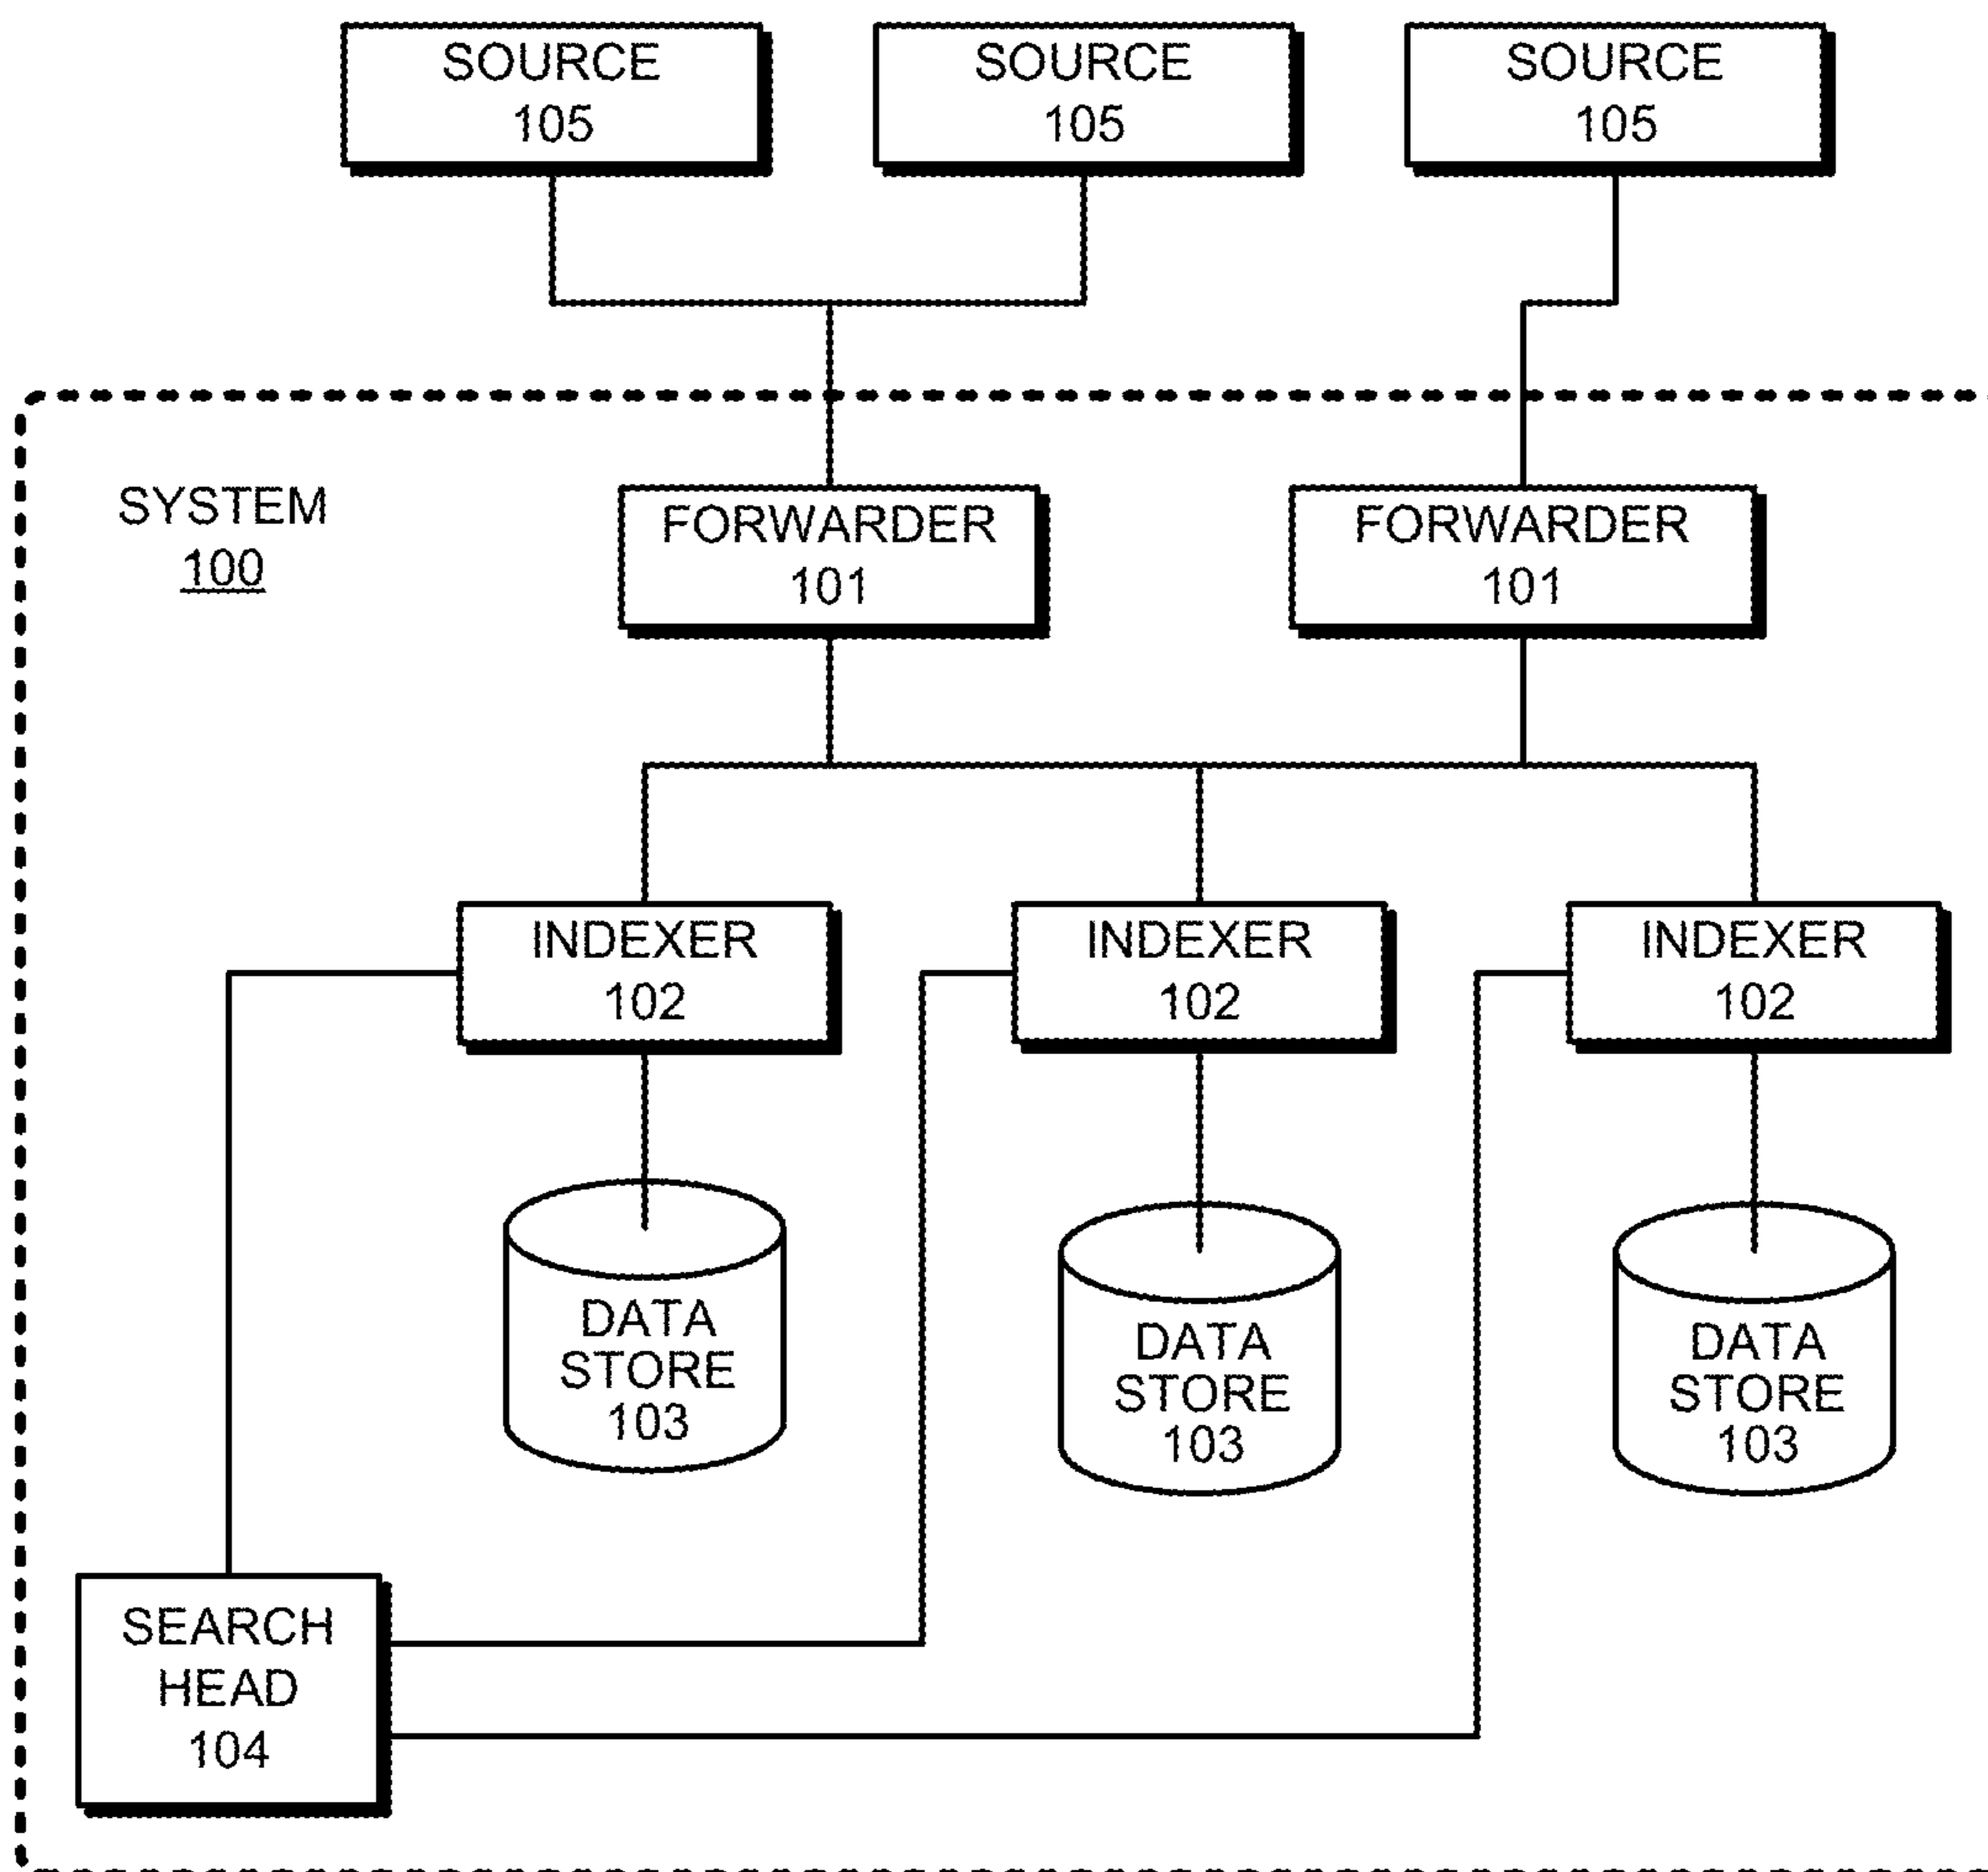 SOURCE
105
SOURCE
105
SOURCE
105
SYSTEM
100
FORWARDER
101
FORWARDER
101
INDEXER
102
INDEXER
102
INDEXER
102
DATA
STORE
103
DATA
STORE
103
DATA
STORE
103
SEARCH
HEAD
104